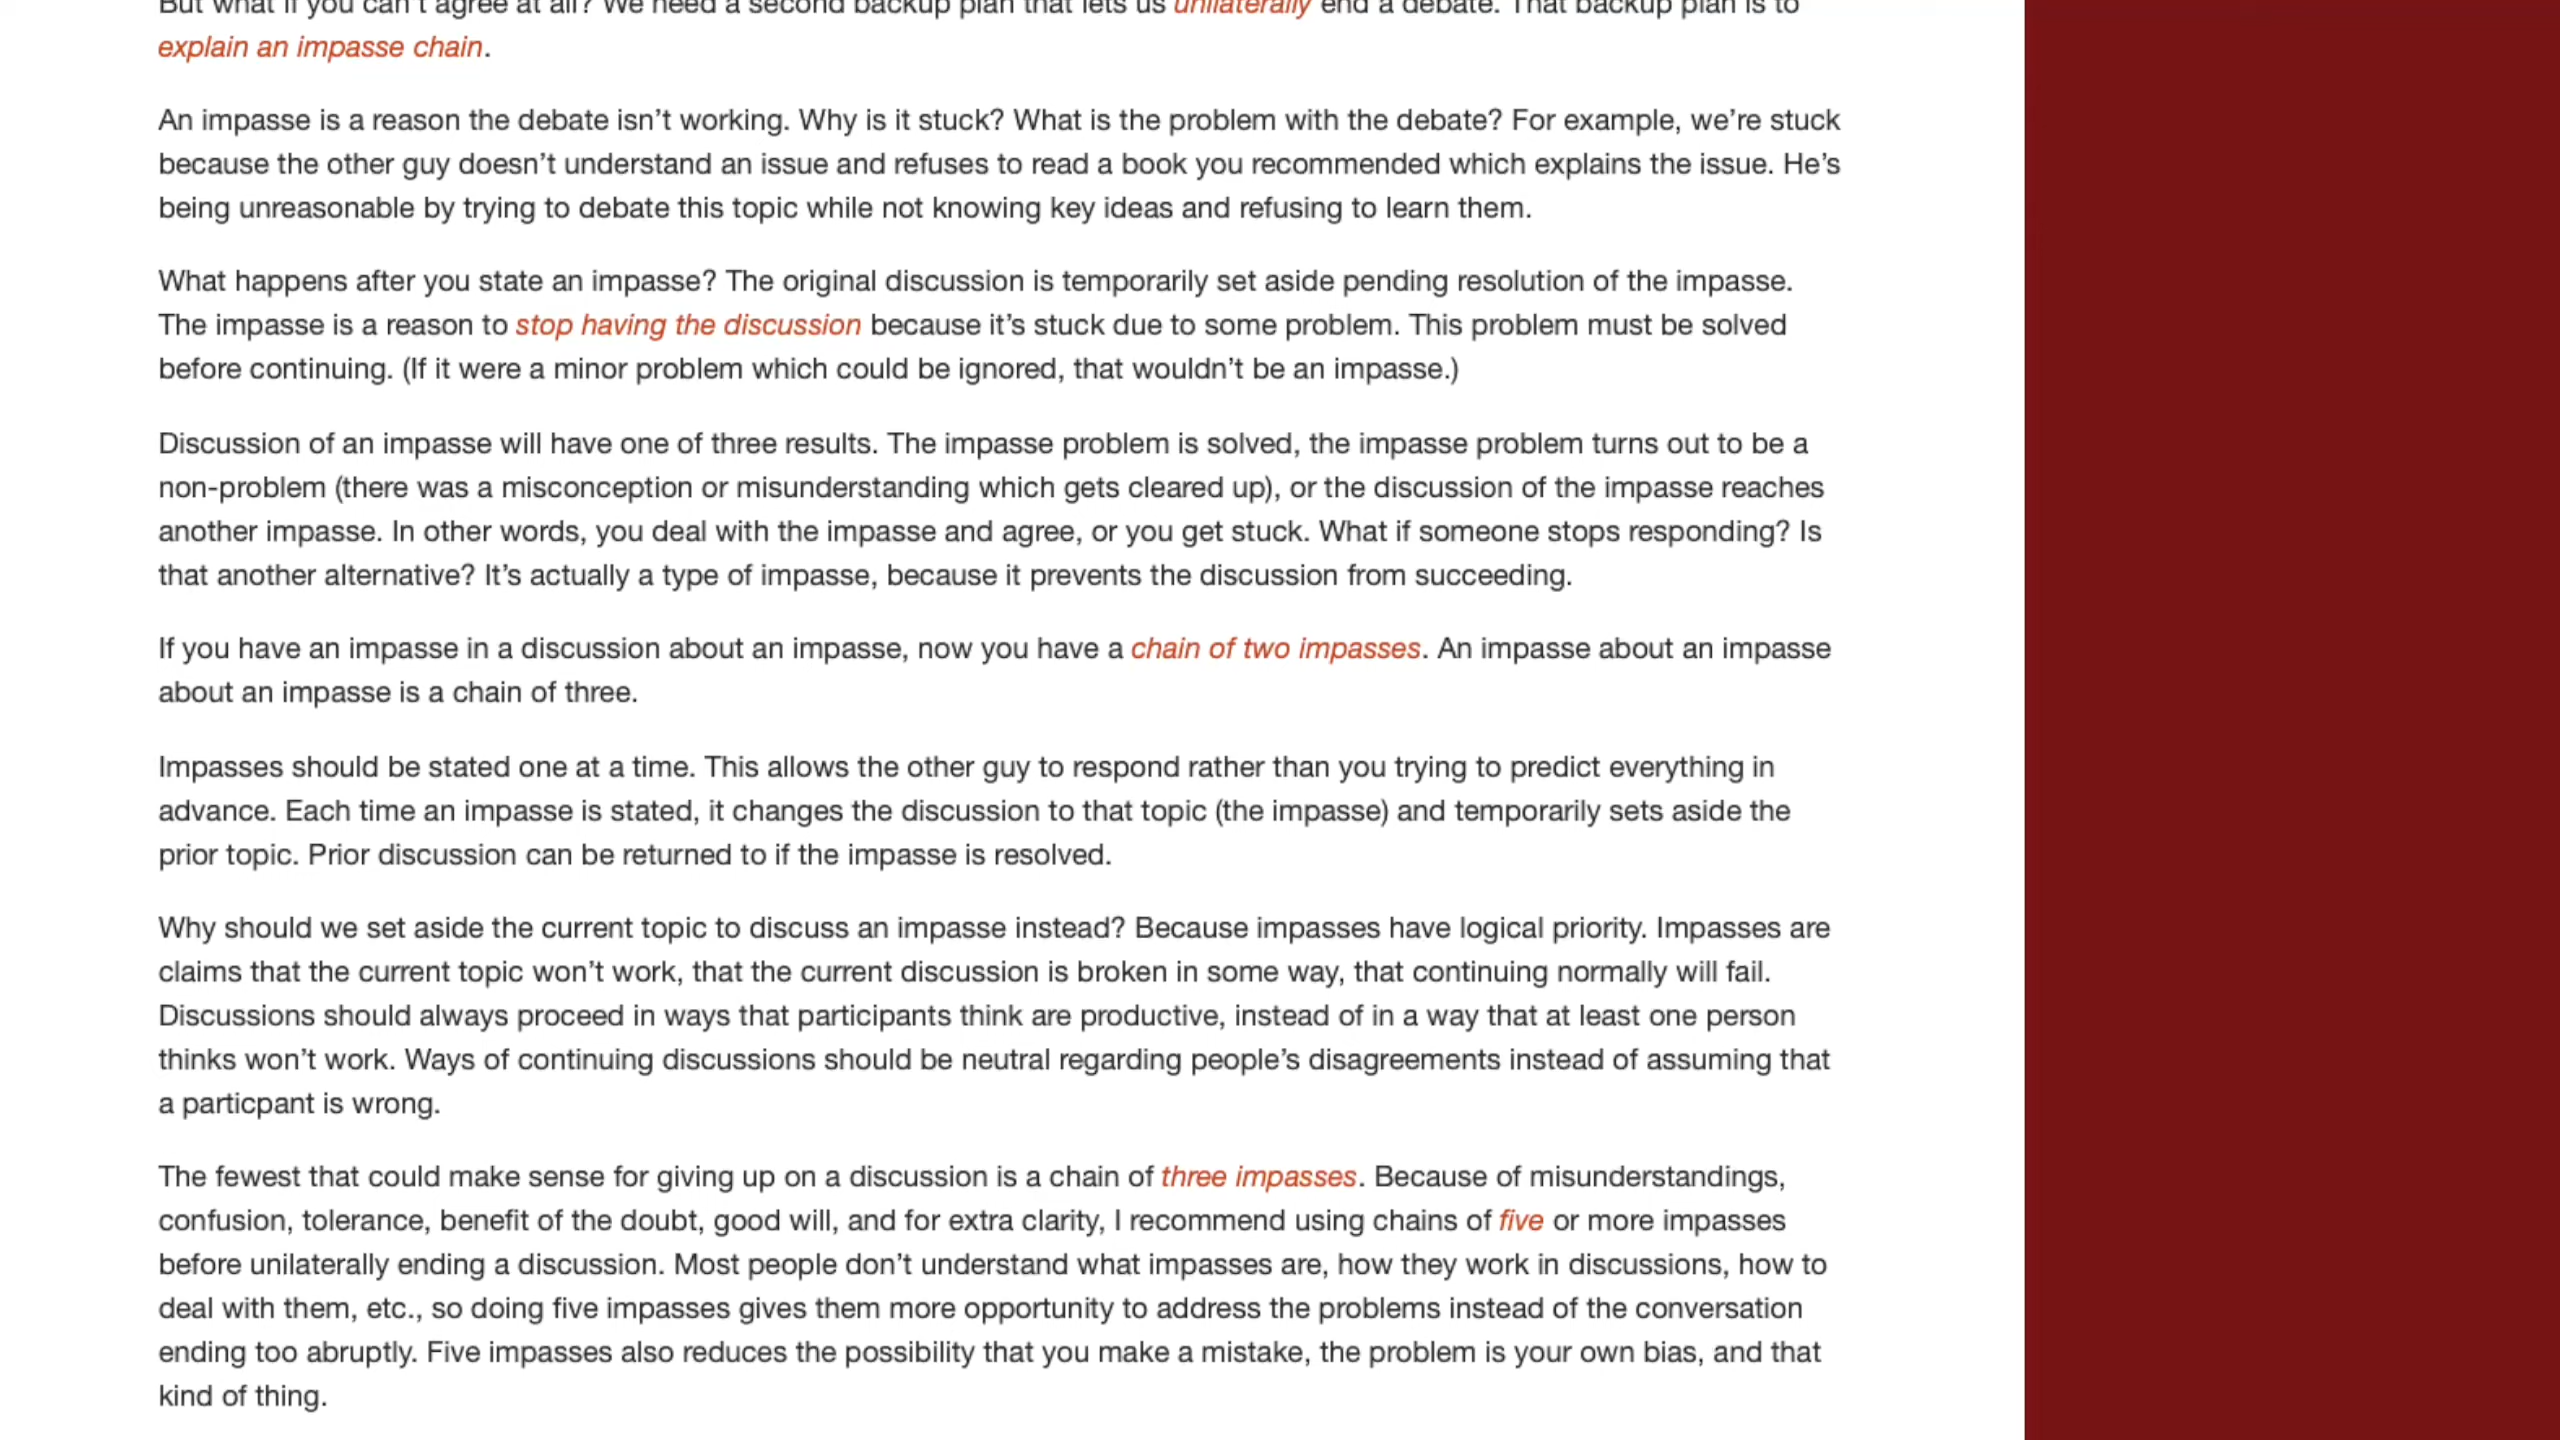 But what if you can't agree at all? We need a second backup plan that lets us unilaterally end a debate. That backup plan is to
explain an impasse chain.
An impasse is a reason the debate isn’t working. Why is it stuck? What is the problem with the debate? For example, we’re stuck
because the other guy doesn’t understand an issue and refuses to read a book you recommended which explains the issue. He’s
being unreasonable by trying to debate this topic while not knowing key ideas and refusing to learn them.
What happens after you state an impasse? The original discussion is temporarily set aside pending resolution of the impasse.
The impasse is a reason to stop having the discussion because it’s stuck due to some problem. This problem must be solved
before continuing. (If it were a minor problem which could be ignored, that wouldn’t be an impasse.)
Discussion of an impasse will have one of three results. The impasse problem is solved, the impasse problem turns out to be a
non-problem (there was a misconception or misunderstanding which gets cleared up), or the discussion of the impasse reaches
another impasse. In other words, you deal with the impasse and agree, or you get stuck. What if someone stops responding? Is
that another alternative? It’s actually a type of impasse, because it prevents the discussion from succeeding.
If you have an impasse in a discussion about an impasse, now you have a chain of two impasses. An impasse about an impasse
about an impasse is a chain of three.
Impasses should be stated one at a time. This allows the other guy to respond rather than you trying to predict everything in
advance. Each time an impasse is stated, it changes the discussion to that topic (the impasse) and temporarily sets aside the
prior topic. Prior discussion can be returned to if the impasse is resolved.
Why should we set aside the current topic to discuss an impasse instead? Because impasses have logical priority. Impasses are
claims that the current topic won’t work, that the current discussion is broken in some way, that continuing normally will fail.
Discussions should always proceed in ways that participants think are productive, instead of in a way that at least one person
thinks won’t work. Ways of continuing discussions should be neutral regarding people’s disagreements instead of assuming that
a particpant is wrong.
The fewest that could make sense for giving up on a discussion is a chain of three impasses. Because of misunderstandings,
confusion, tolerance, benefit of the doubt, good will, and for extra clarity, I recommend using chains of five or more impasses
before unilaterally ending a discussion. Most people don’t understand what impasses are, how they work in discussions, how to
deal with them, etc., so doing five impasses gives them more opportunity to address the problems instead of the conversation
ending too abruptly. Five impasses also reduces the possibility that you make a mistake, the problem is your own bias, and that
kind of thing.